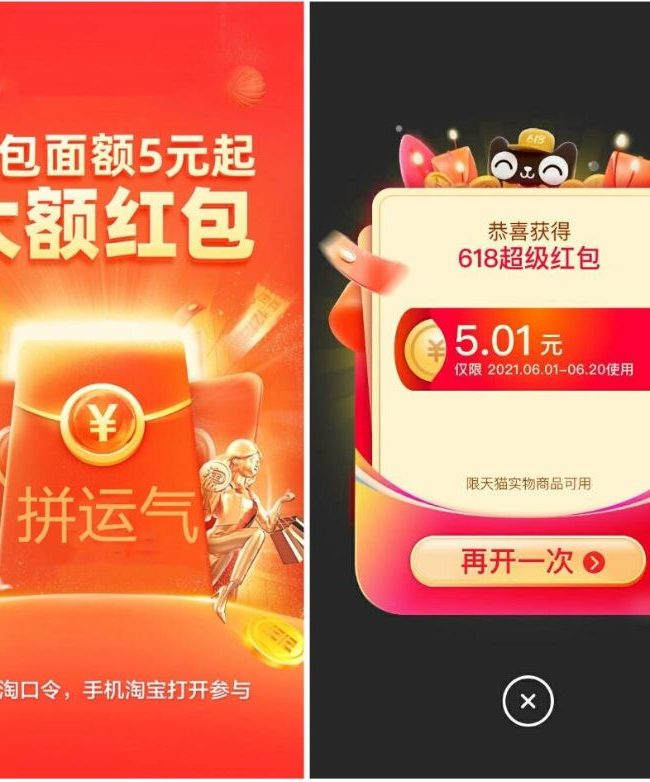 包面额5元起
大额红包
¥
拼运气
淘口令，手机淘宝打开参与
618
恭喜获得
618超级红包
¥
5.01元
仅限 2021.06.01-06.20使用
限天猫实物商品可用
再开一次